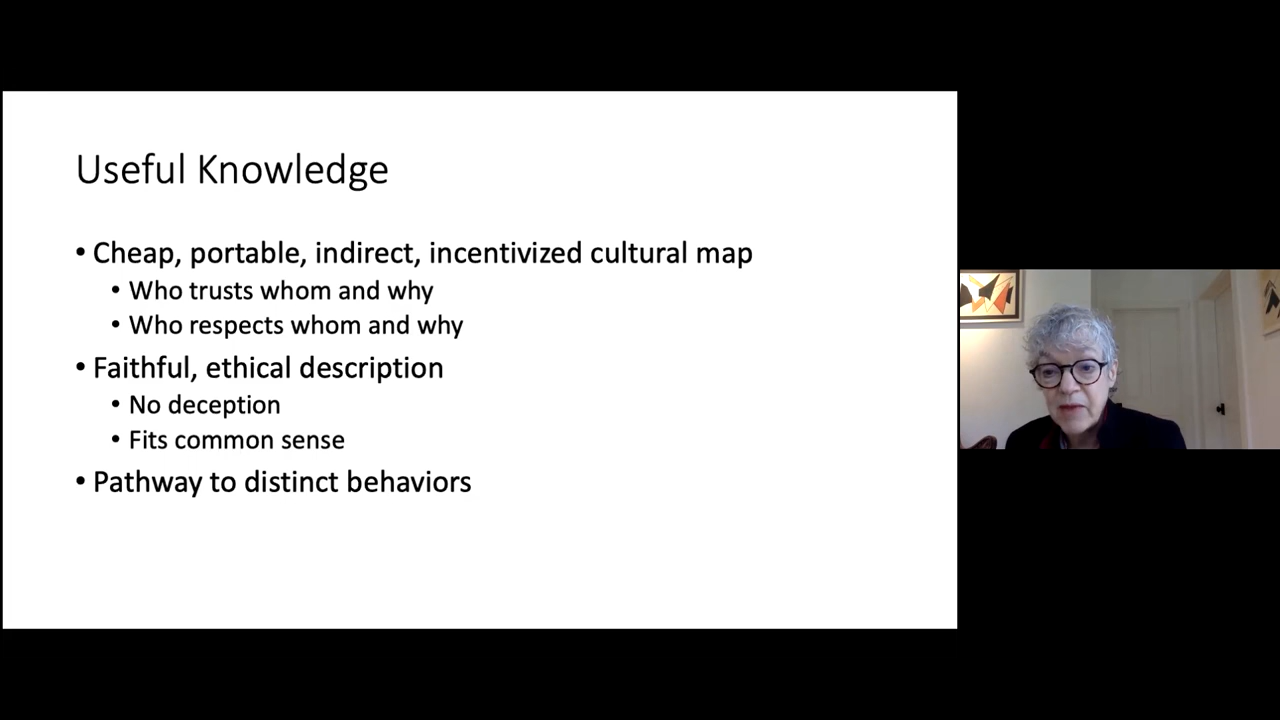 Useful Knowledge
• Cheap, portable, indirect, incentivized cultural map
• Who trusts whom and why
• Who respects whom and why
• Faithful, ethical description
• No deception
• Fits common sense
• Pathway to distinct behaviors